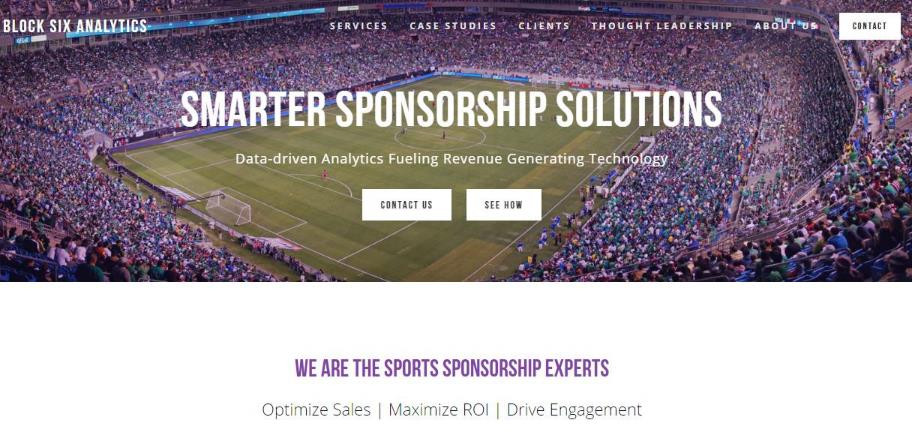 BLOCK SIX ANALYTICS
SERVICES CASE STUDIES CLIENTS THOUGHT LEADERSHIP ABOUT US CONTACT
SMARTER SPONSORSHIP SOLUTIONS
Data-driven Analytics Fueling Revenue Generating Technology
CONTACT US SEE HOW
WE ARE THE SPORTS SPONSORSHIP EXPERTS
Optimize Sales | Maximize ROI | Drive Engagement